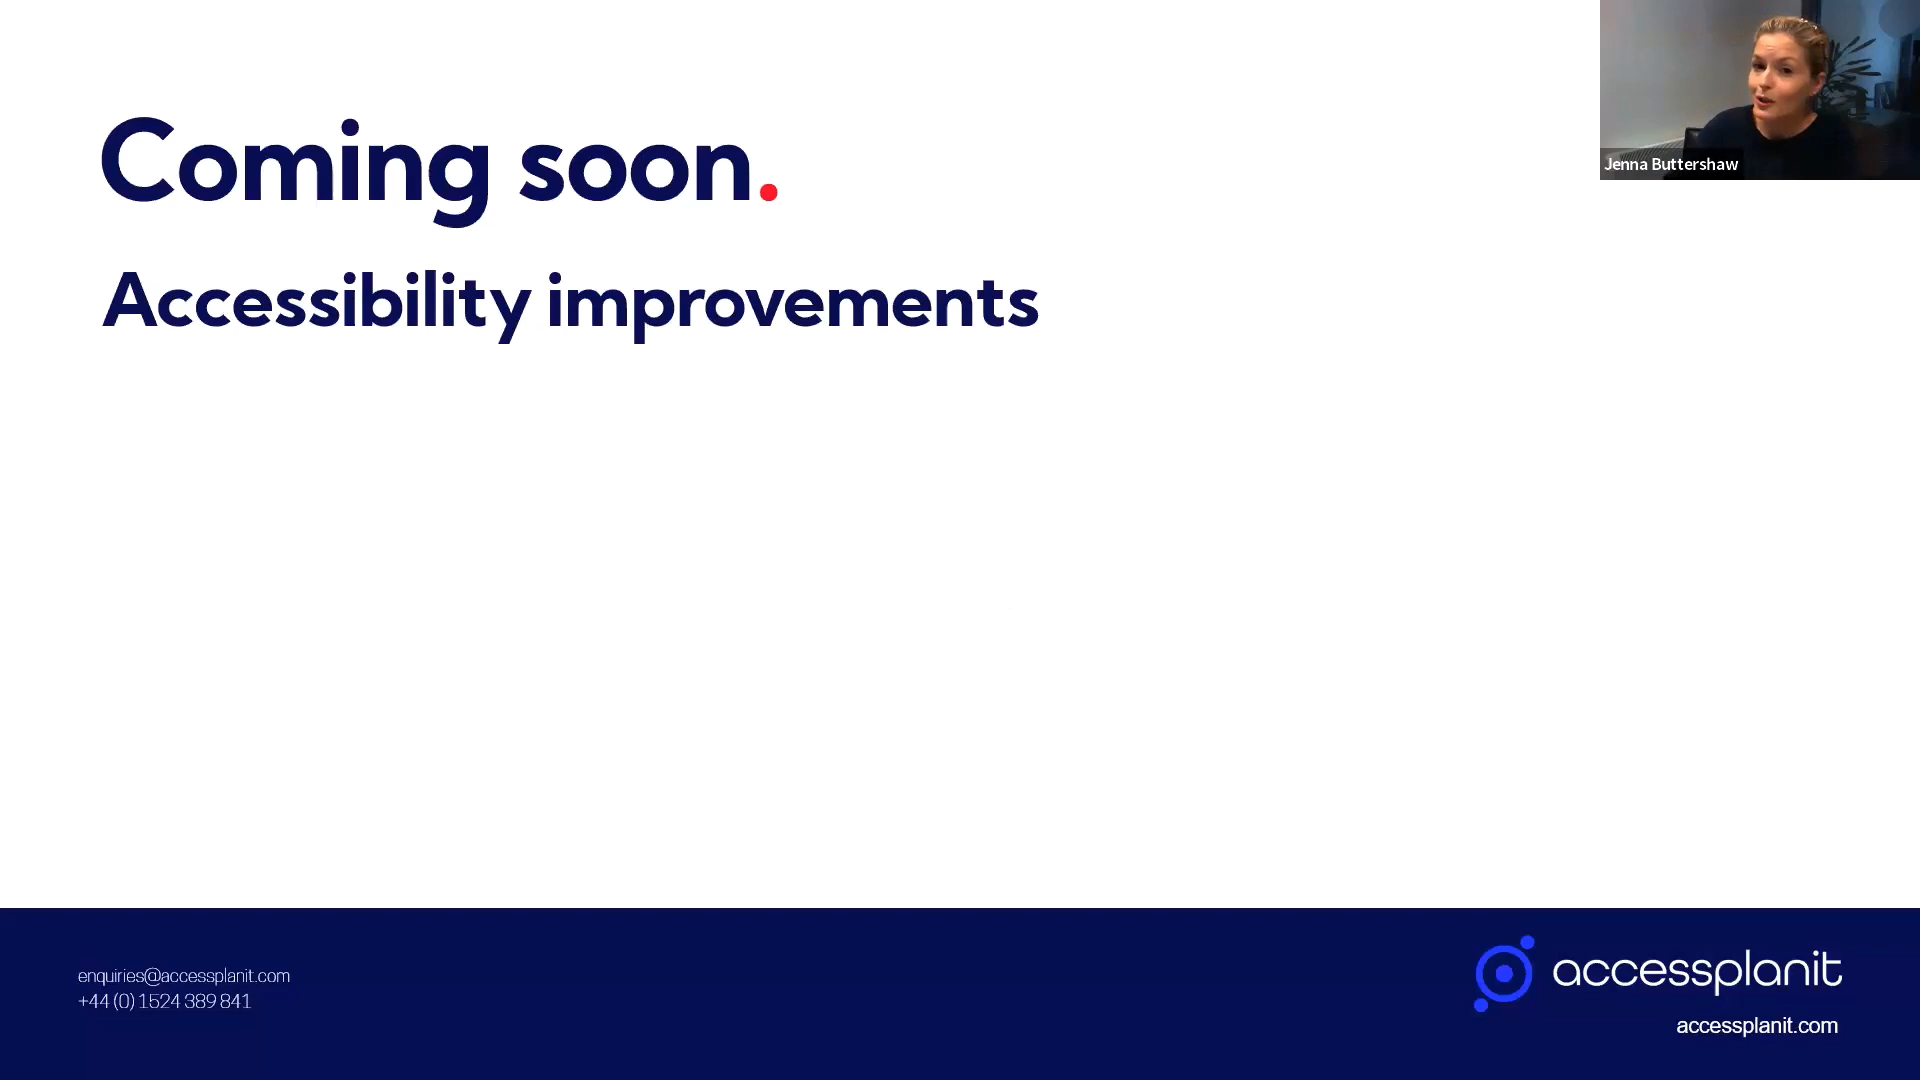 Coming soon.
Accessibility improvements
Jenna Buttershaw
enquiries@accessplanit.com
+44 (0) 1524 389 841
accessplanit
accessplanit.com